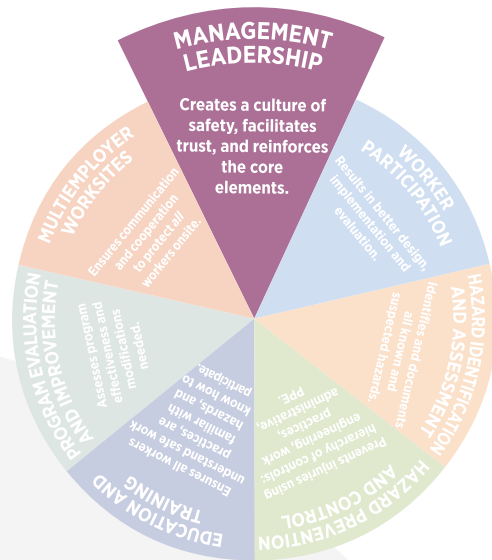 MANAGEMENT
LEADERSHIP
Creates a culture of
safety, facilitates
trust, and reinforces
the core
elements.
WORKER
PARTICIPATION
Results in better design,
implementation and
evaluation.
HAZARD IDENTIFICATION
AND ASSESSMENT
Identifies and documents
all known and
suspected hazards.
HAZARD PREVENTION
AND CONTROL
Prevents injuries using
hierarchy of controls:
engineering, work
practices,
administrative,
PPE.
EDUCATION AND
TRAINING
Ensures all workers
understand safe work
practices, are
familiar with
hazards, and
know how to
participate.
PROGRAM EVALUATION
AND IMPROVEMENT
Assesses program
effectiveness and
modifications
needed.
MULTIEMPLOYER
WORKSITES
Ensures communication
and cooperation
to protect all
workers onsite.